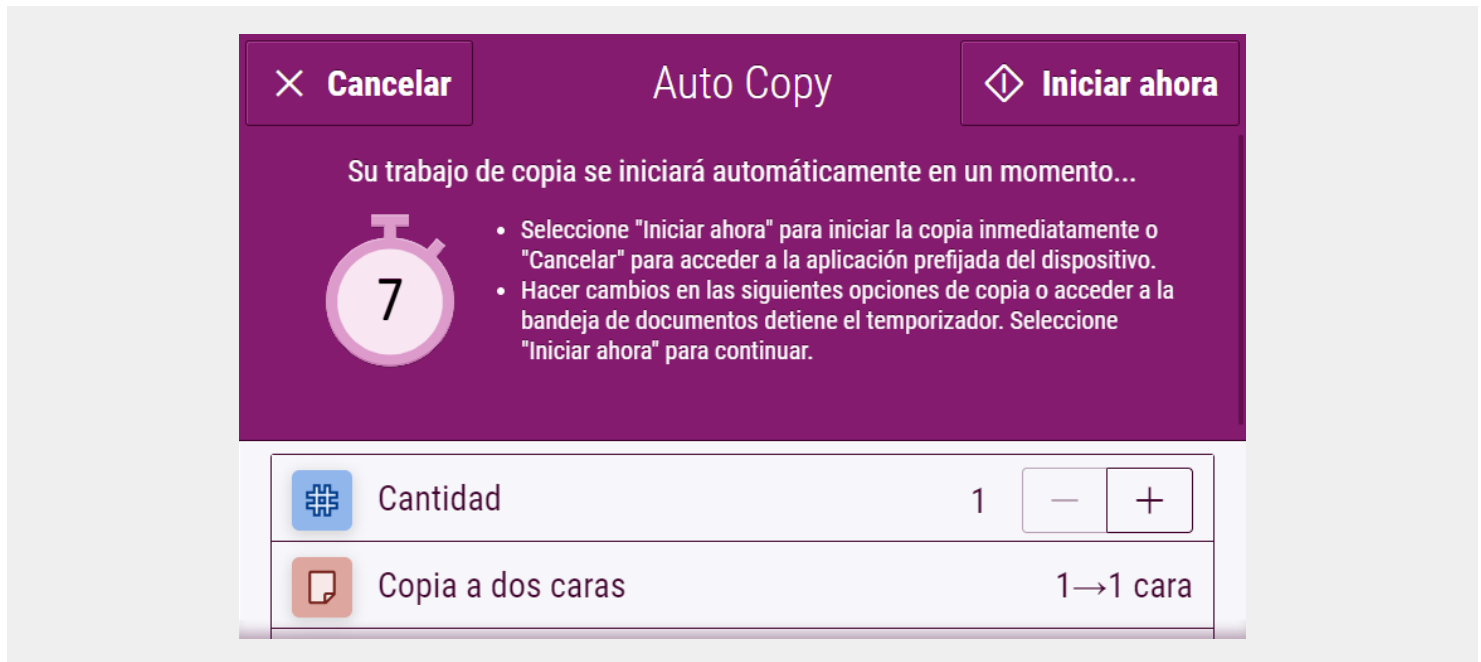 Cancelar
Auto Copy
Iniciar ahora
Su trabajo de copia se iniciará automáticamente en un momento...
7
• Seleccione "Iniciar ahora" para iniciar la copia inmediatamente o
"Cancelar" para acceder a la aplicación prefijada del dispositivo.
• Hacer cambios en las siguientes opciones de copia o acceder a la
bandeja de documentos detiene el temporizador. Seleccione
"Iniciar ahora" para continuar.
Cantidad 1 — +
Copia a dos caras 1→1 cara